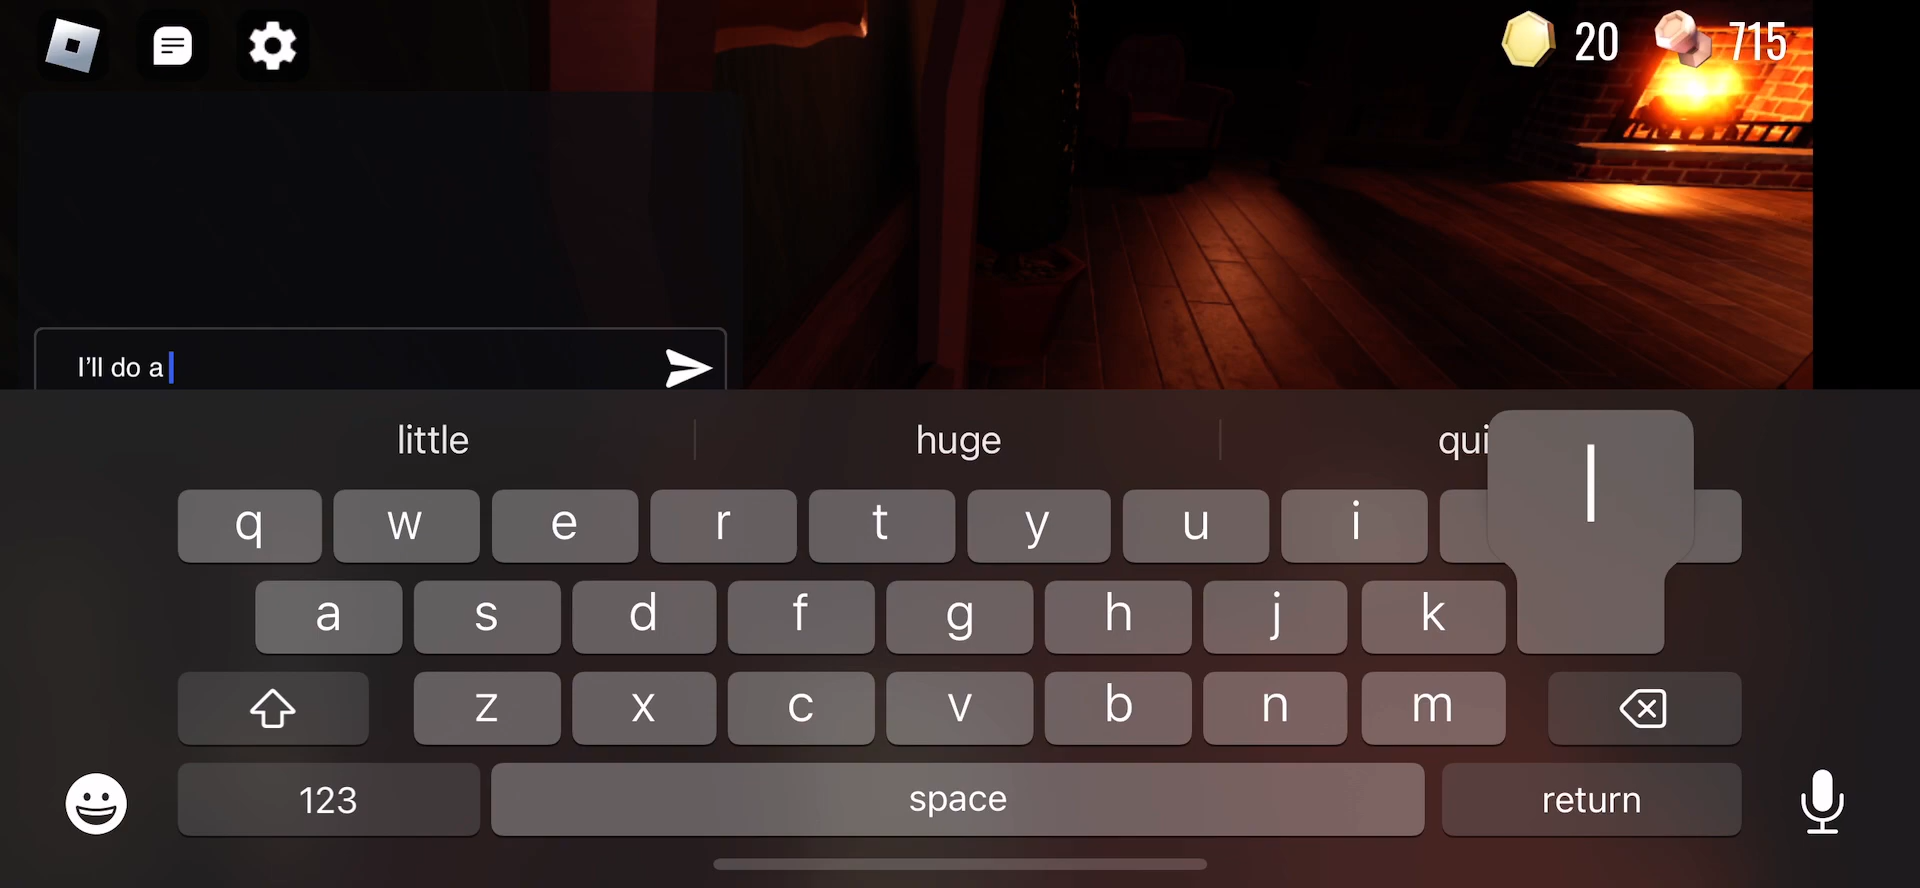 20 715
I'll do a
little huge qui
q w e r t y u i
a s d f g h j k l
z x c v b n m
123 space return